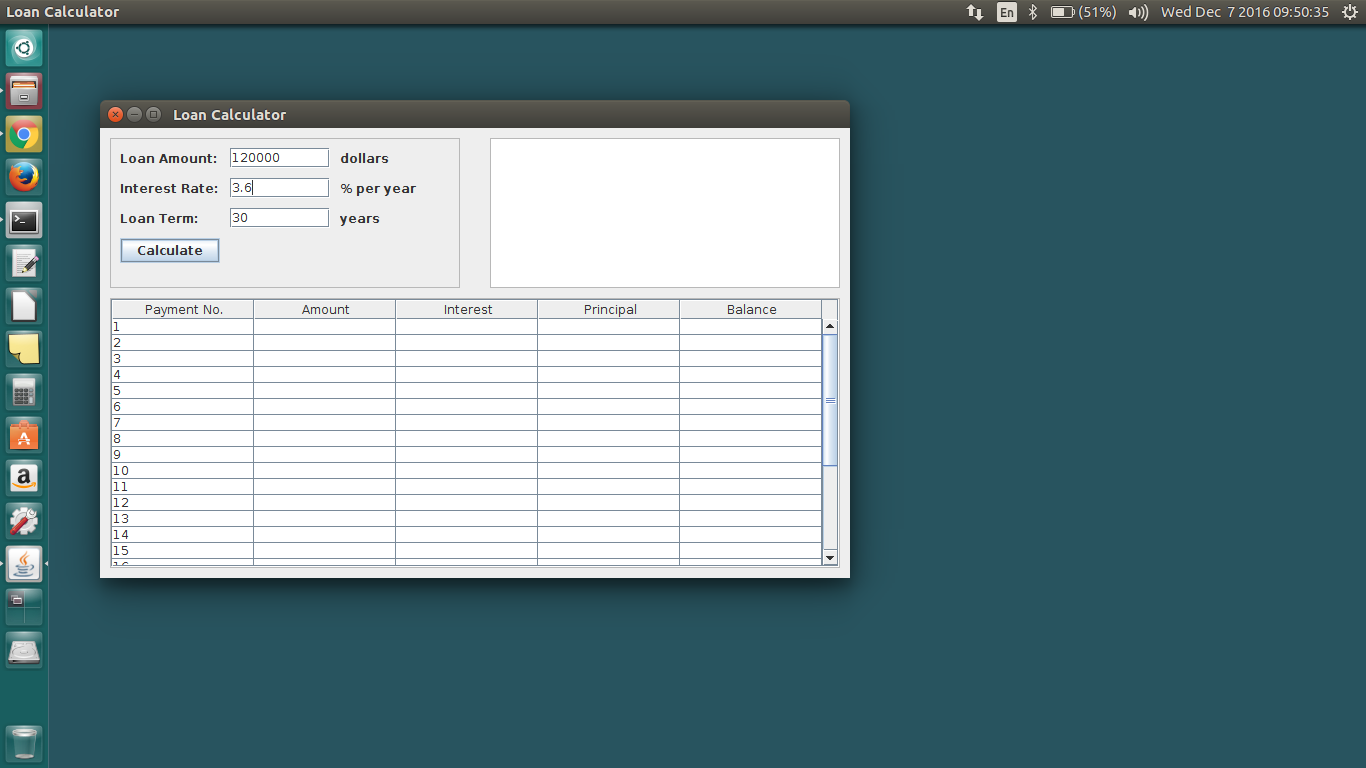 Loan Calculator
En
(51%)
Wed Dec 7 2016 09:50:35
Loan Calculator
Loan Amount: 120000 dollars
Interest Rate: 3.6 % per year
Loan Term: 30 years
Calculate
Payment No. Amount Interest Principal Balance
1
2
3
4
5
6
7
8
9
10
11
12
13
14
15